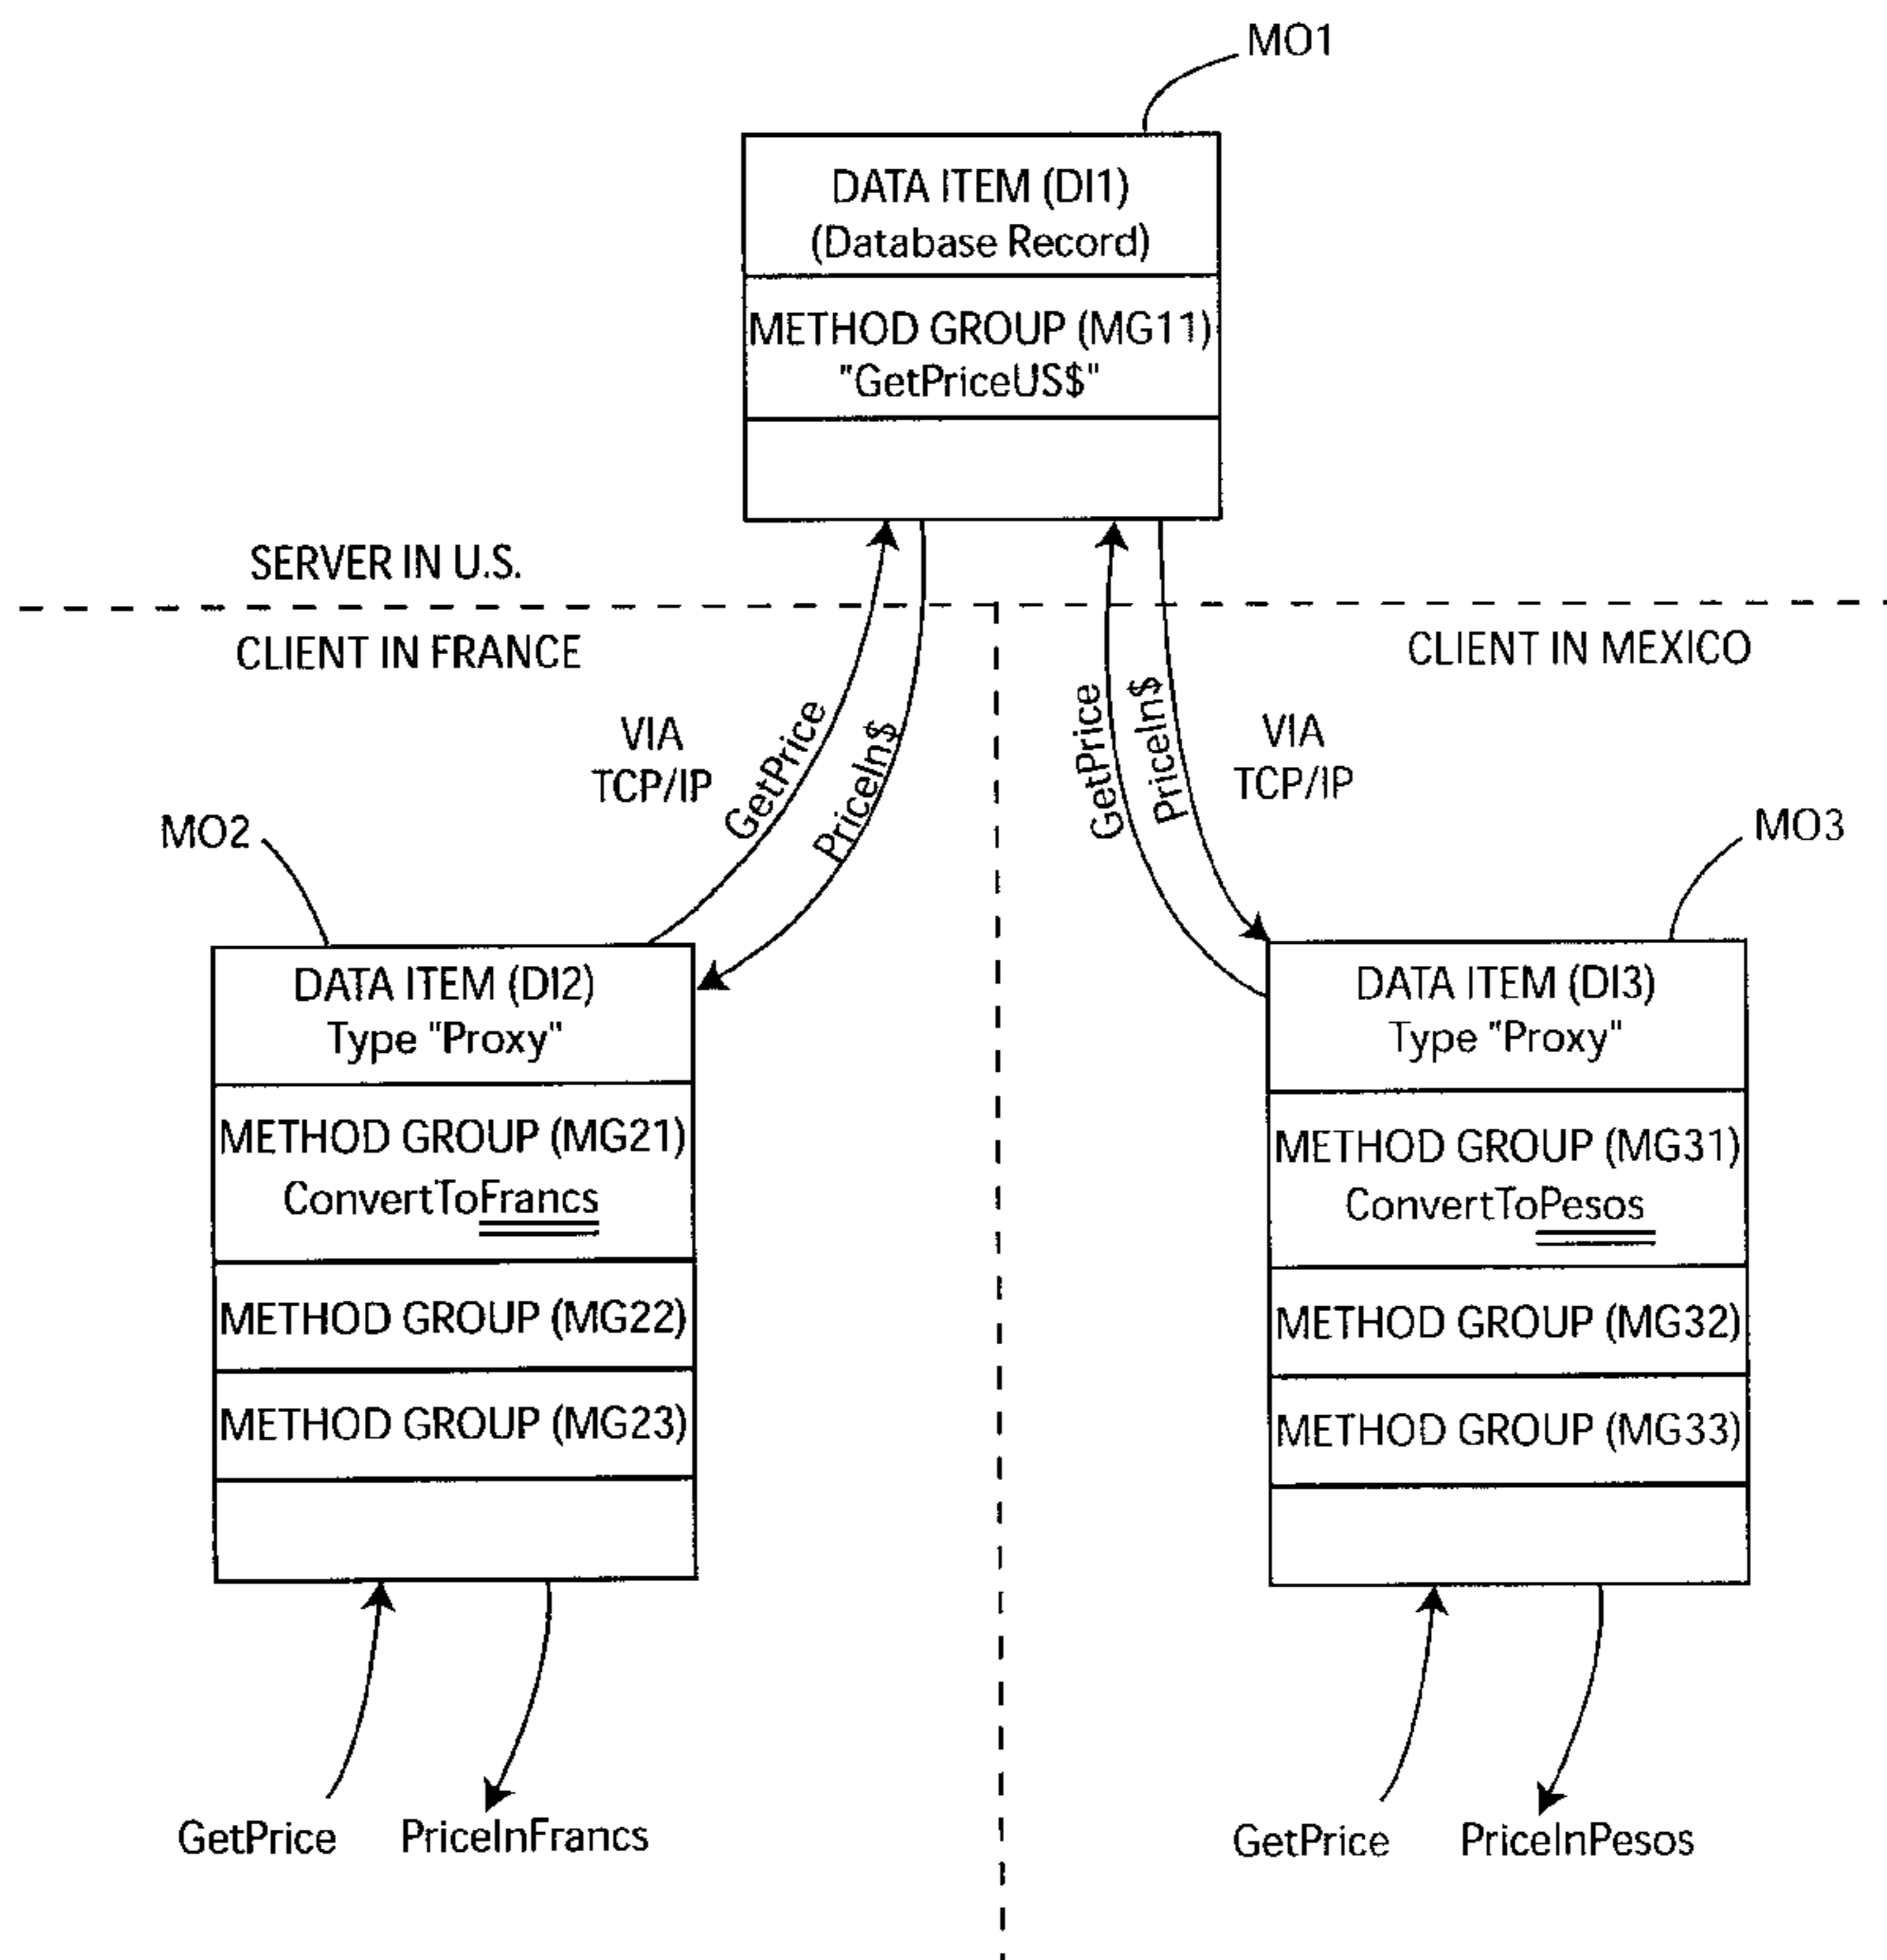 MO1
DATA ITEM (DI1)
(Database Record)
METHOD GROUP (MG11)
"GetPriceUS$"
SERVER IN U.S.
CLIENT IN FRANCE
CLIENT IN MEXICO
VIA
TCP/IP
GetPrice
PriceIn$
GetPrice
PriceIn$
VIA
TCP/IP
MO2
DATA ITEM (DI2)
Type "Proxy"
METHOD GROUP (MG21)
ConvertToFrancs
METHOD GROUP (MG22)
METHOD GROUP (MG23)
GetPrice
PriceInFrancs
MO3
DATA ITEM (DI3)
Type "Proxy"
METHOD GROUP (MG31)
ConvertToPesos
METHOD GROUP (MG32)
METHOD GROUP (MG33)
GetPrice
PriceInPesos